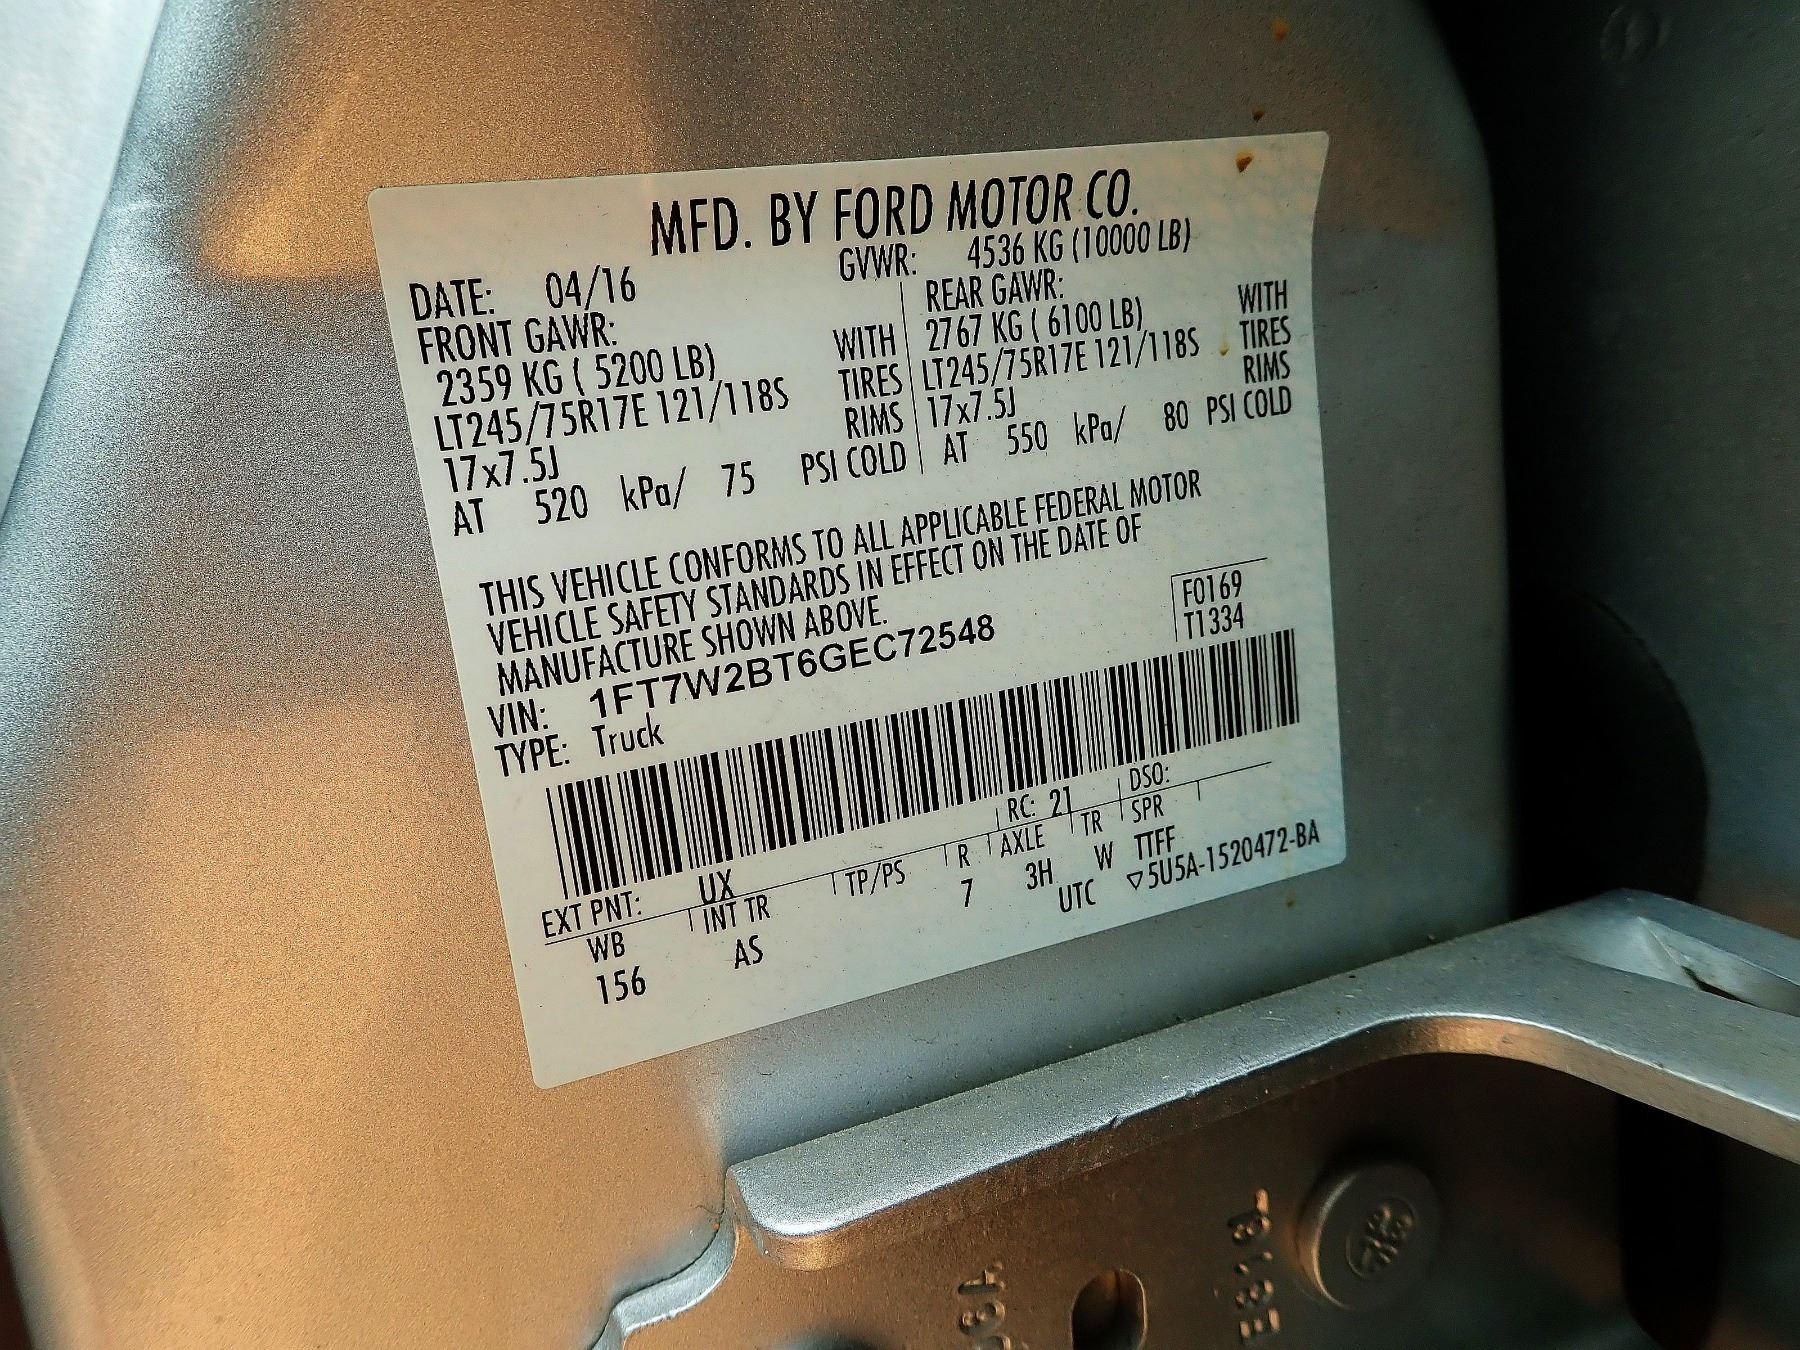 MFD. BY FORD MOTOR CO.
DATE: 04/16 GVWR: 4536 KG (10000 LB)
FRONT GAWR: REAR GAWR:
2359 KG ( 5200 LB) WITH 2767 KG ( 6100 LB) WITH
LT245/75R17E 121/118S TIRES LT245/75R17E 121/118S TIRES
17x7.5J RIMS 17x7.5J RIMS
AT 520 kPa/ 75 PSI COLD AT 550 kPa/ 80 PSI COLD
THIS VEHICLE CONFORMS TO ALL APPLICABLE FEDERAL MOTOR
VEHICLE SAFETY STANDARDS IN EFFECT ON THE DATE OF
MANUFACTURE SHOWN ABOVE.
F0169
T1334
VIN: 1FT7W2BT6GEC72548
TYPE: Truck
EXT PNT: UX RC: 21 DSO:
WB INT TR TP/PS R AXLE TR SPR
156 AS 7 3H W TTFF
UTC ▽5U5A-1520472-BA
E818L